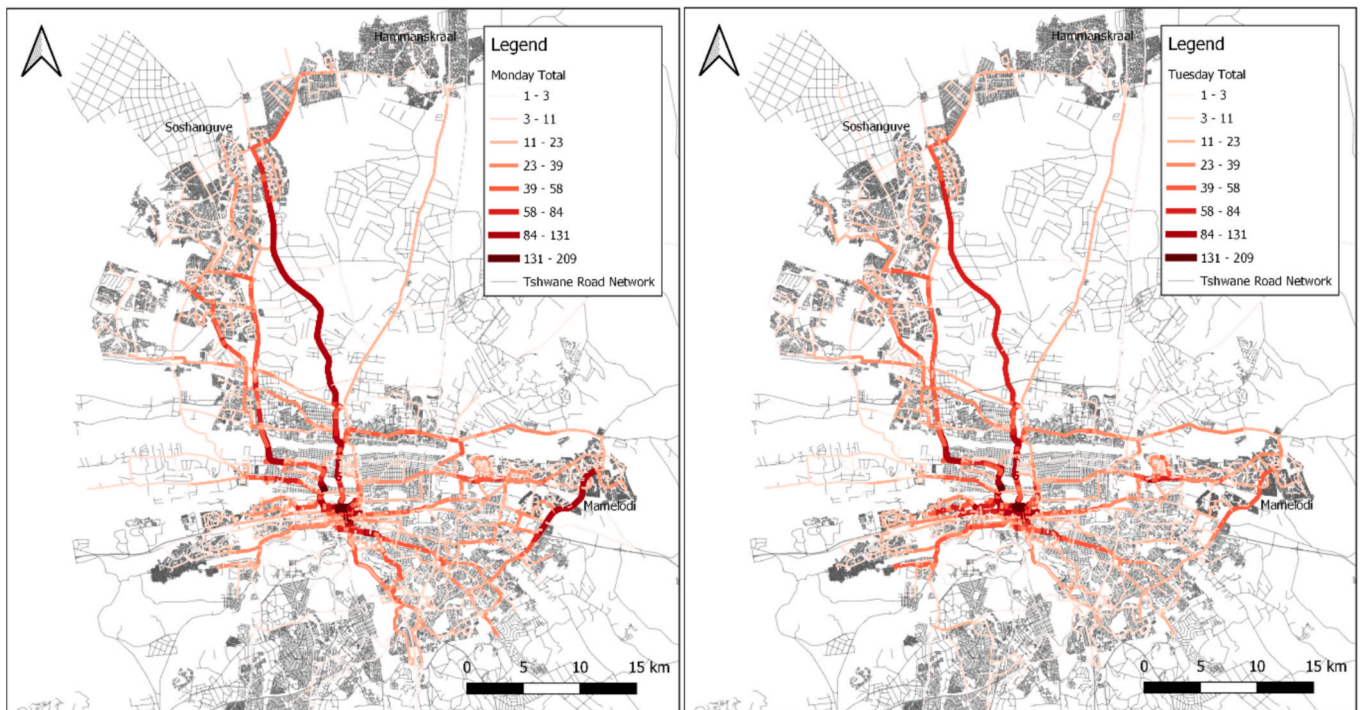 Hammanskraal
Soshanguve
Mamelodi
Legend
Monday Total
1 - 3
3 - 11
11 - 23
23 - 39
39 - 58
58 - 84
84 - 131
131 - 209
Tshwane Road Network
0 5 10 15 km
Hammanskraal
Soshanguve
Mamelodi
Legend
Tuesday Total
1 - 3
3 - 11
11 - 23
23 - 39
39 - 58
58 - 84
84 - 131
131 - 209
Tshwane Road Network
0 5 10 15 km